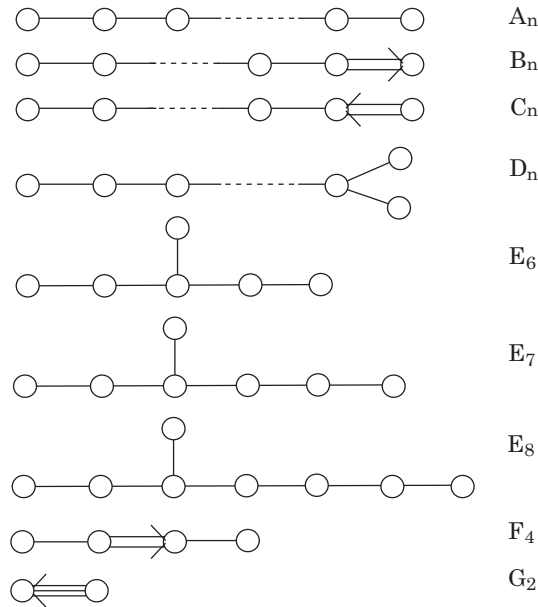 Aₙ
Bₙ
Cₙ
Dₙ
E₆
E₇
E₈
F₄
G₂